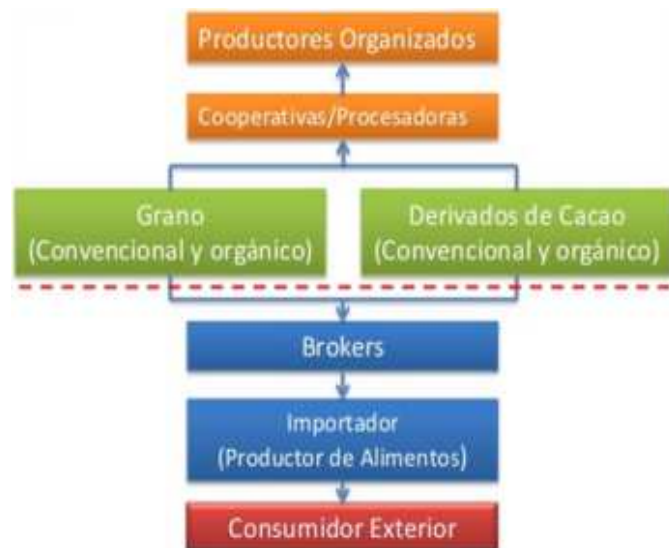 Productores Organizados
Cooperativas/Procesadoras
Grano
(Convencional y orgánico)
Derivados de Cacao
(Convencional y orgánico)
Brokers
Importador
(Productor de Alimentos)
Consumidor Exterior